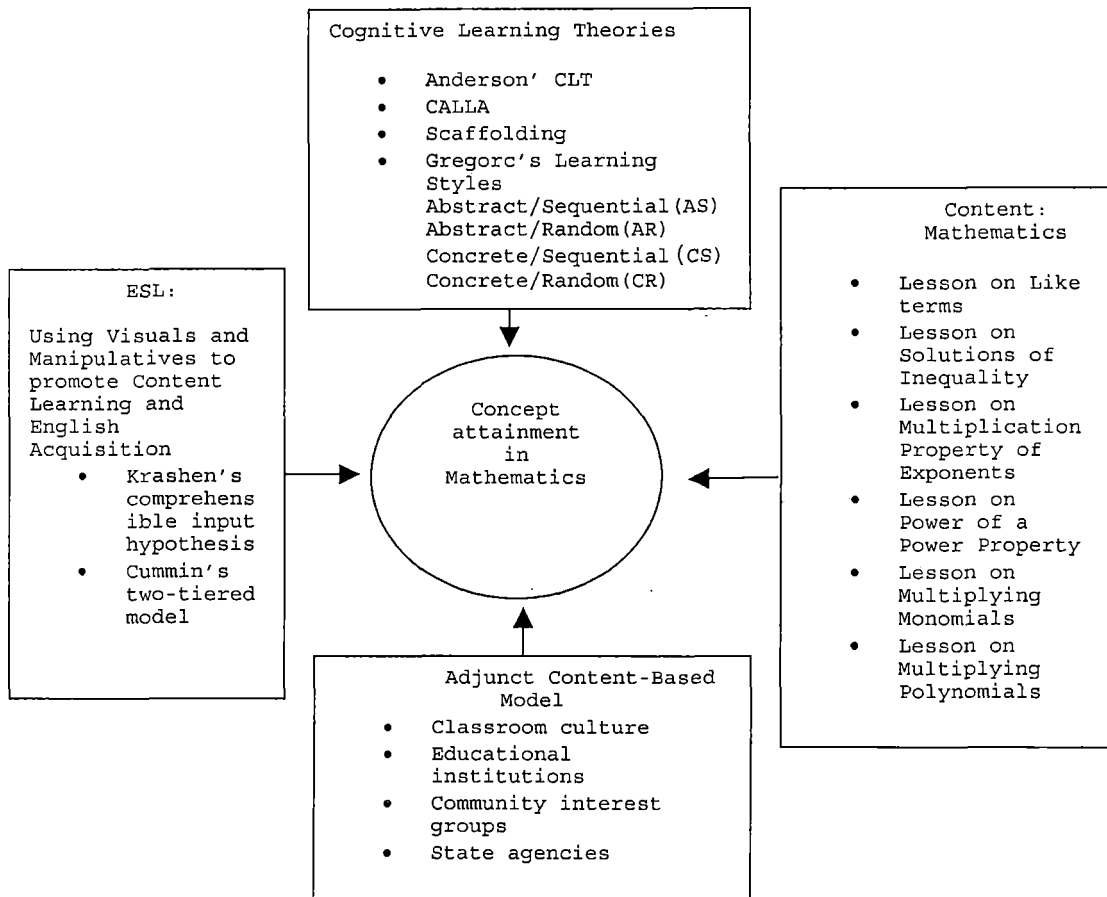 Cognitive Learning Theories
• Anderson' CLT
• CALLA
• Scaffolding
• Gregorc's Learning
Styles
Abstract/Sequential(AS)
Abstract/Random(AR)
Concrete/Sequential(CS)
Concrete/Random(CR)
ESL:
Using Visuals and
Manipulatives to
promote Content
Learning and
English
Acquisition
• Krashen's
comprehens
ible input
hypothesis
• Cummin's
two-tiered
model
Concept
attainment
in
Mathematics
Content:
Mathematics
• Lesson on Like
terms
• Lesson on
Solutions of
Inequality
• Lesson on
Multiplication
Property of
Exponents
• Lesson on
Power of a
Power Property
• Lesson on
Multiplying
Monomials
• Lesson on
Multiplying
Polynomials
Adjunct Content-Based
Model
• Classroom culture
• Educational
institutions
• Community interest
groups
• State agencies